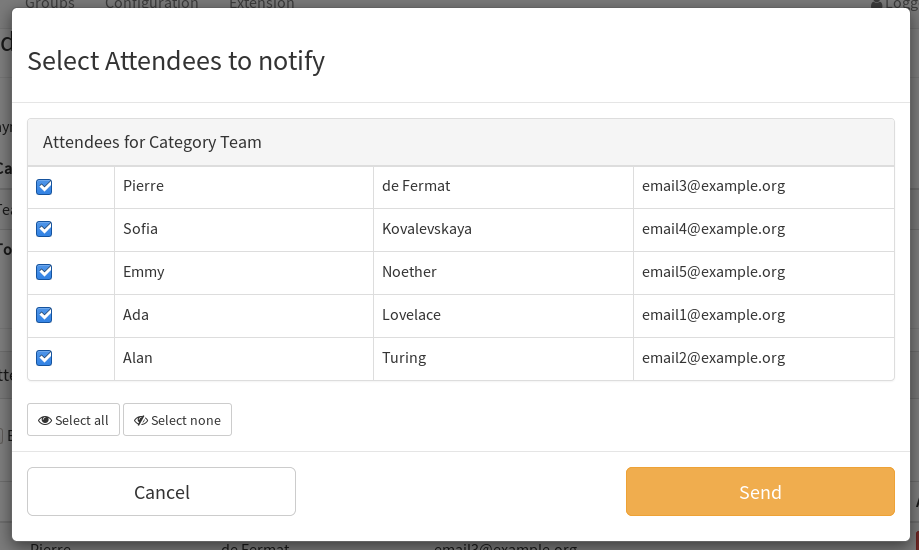 Groups Configuration Extension
Select Attendees to notify
Attendees for Category Team
Pierre de Fermat email3@example.org
Sofia Kovalevskaya email4@example.org
Emmy Noether email5@example.org
Ada Lovelace email1@example.org
Alan Turing email2@example.org
Select all Select none
Cancel Send
Pierre de Fermat email3@example.org